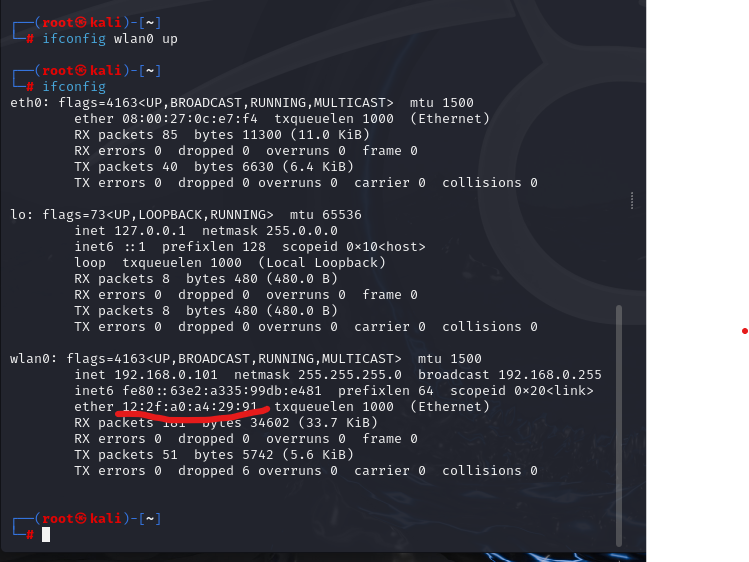 ┌──(root㉿kali)-[~]
└─# ifconfig wlan0 up
┌──(root㉿kali)-[~]
└─# ifconfig
eth0: flags=4163<UP,BROADCAST,RUNNING,MULTICAST>  mtu 1500
        ether 08:00:27:0c:e7:f4  txqueuelen 1000  (Ethernet)
        RX packets 85  bytes 11300 (11.0 KiB)
        RX errors 0  dropped 0  overruns 0  frame 0
        TX packets 40  bytes 6630 (6.4 KiB)
        TX errors 0  dropped 0 overruns 0  carrier 0  collisions 0
lo: flags=73<UP,LOOPBACK,RUNNING>  mtu 65536
        inet 127.0.0.1  netmask 255.0.0.0
        inet6 ::1  prefixlen 128  scopeid 0×10<host>
        loop  txqueuelen 1000  (Local Loopback)
        RX packets 8  bytes 480 (480.0 B)
        RX errors 0  dropped 0  overruns 0  frame 0
        TX packets 8  bytes 480 (480.0 B)
        TX errors 0  dropped 0 overruns 0  carrier 0  collisions 0
wlan0: flags=4163<UP,BROADCAST,RUNNING,MULTICAST>  mtu 1500
        inet 192.168.0.101  netmask 255.255.255.0  broadcast 192.168.0.255
        inet6 fe80::63e2:a335:99db:e481  prefixlen 64  scopeid 0×20<link>
        ether 12:2f:a0:a4:29:91  txqueuelen 1000  (Ethernet)
        RX packets 181  bytes 34602 (33.7 KiB)
        RX errors 0  dropped 0  overruns 0  frame 0
        TX packets 51  bytes 5742 (5.6 KiB)
        TX errors 0  dropped 6 overruns 0  carrier 0  collisions 0
┌──(root㉿kali)-[~]
└─#